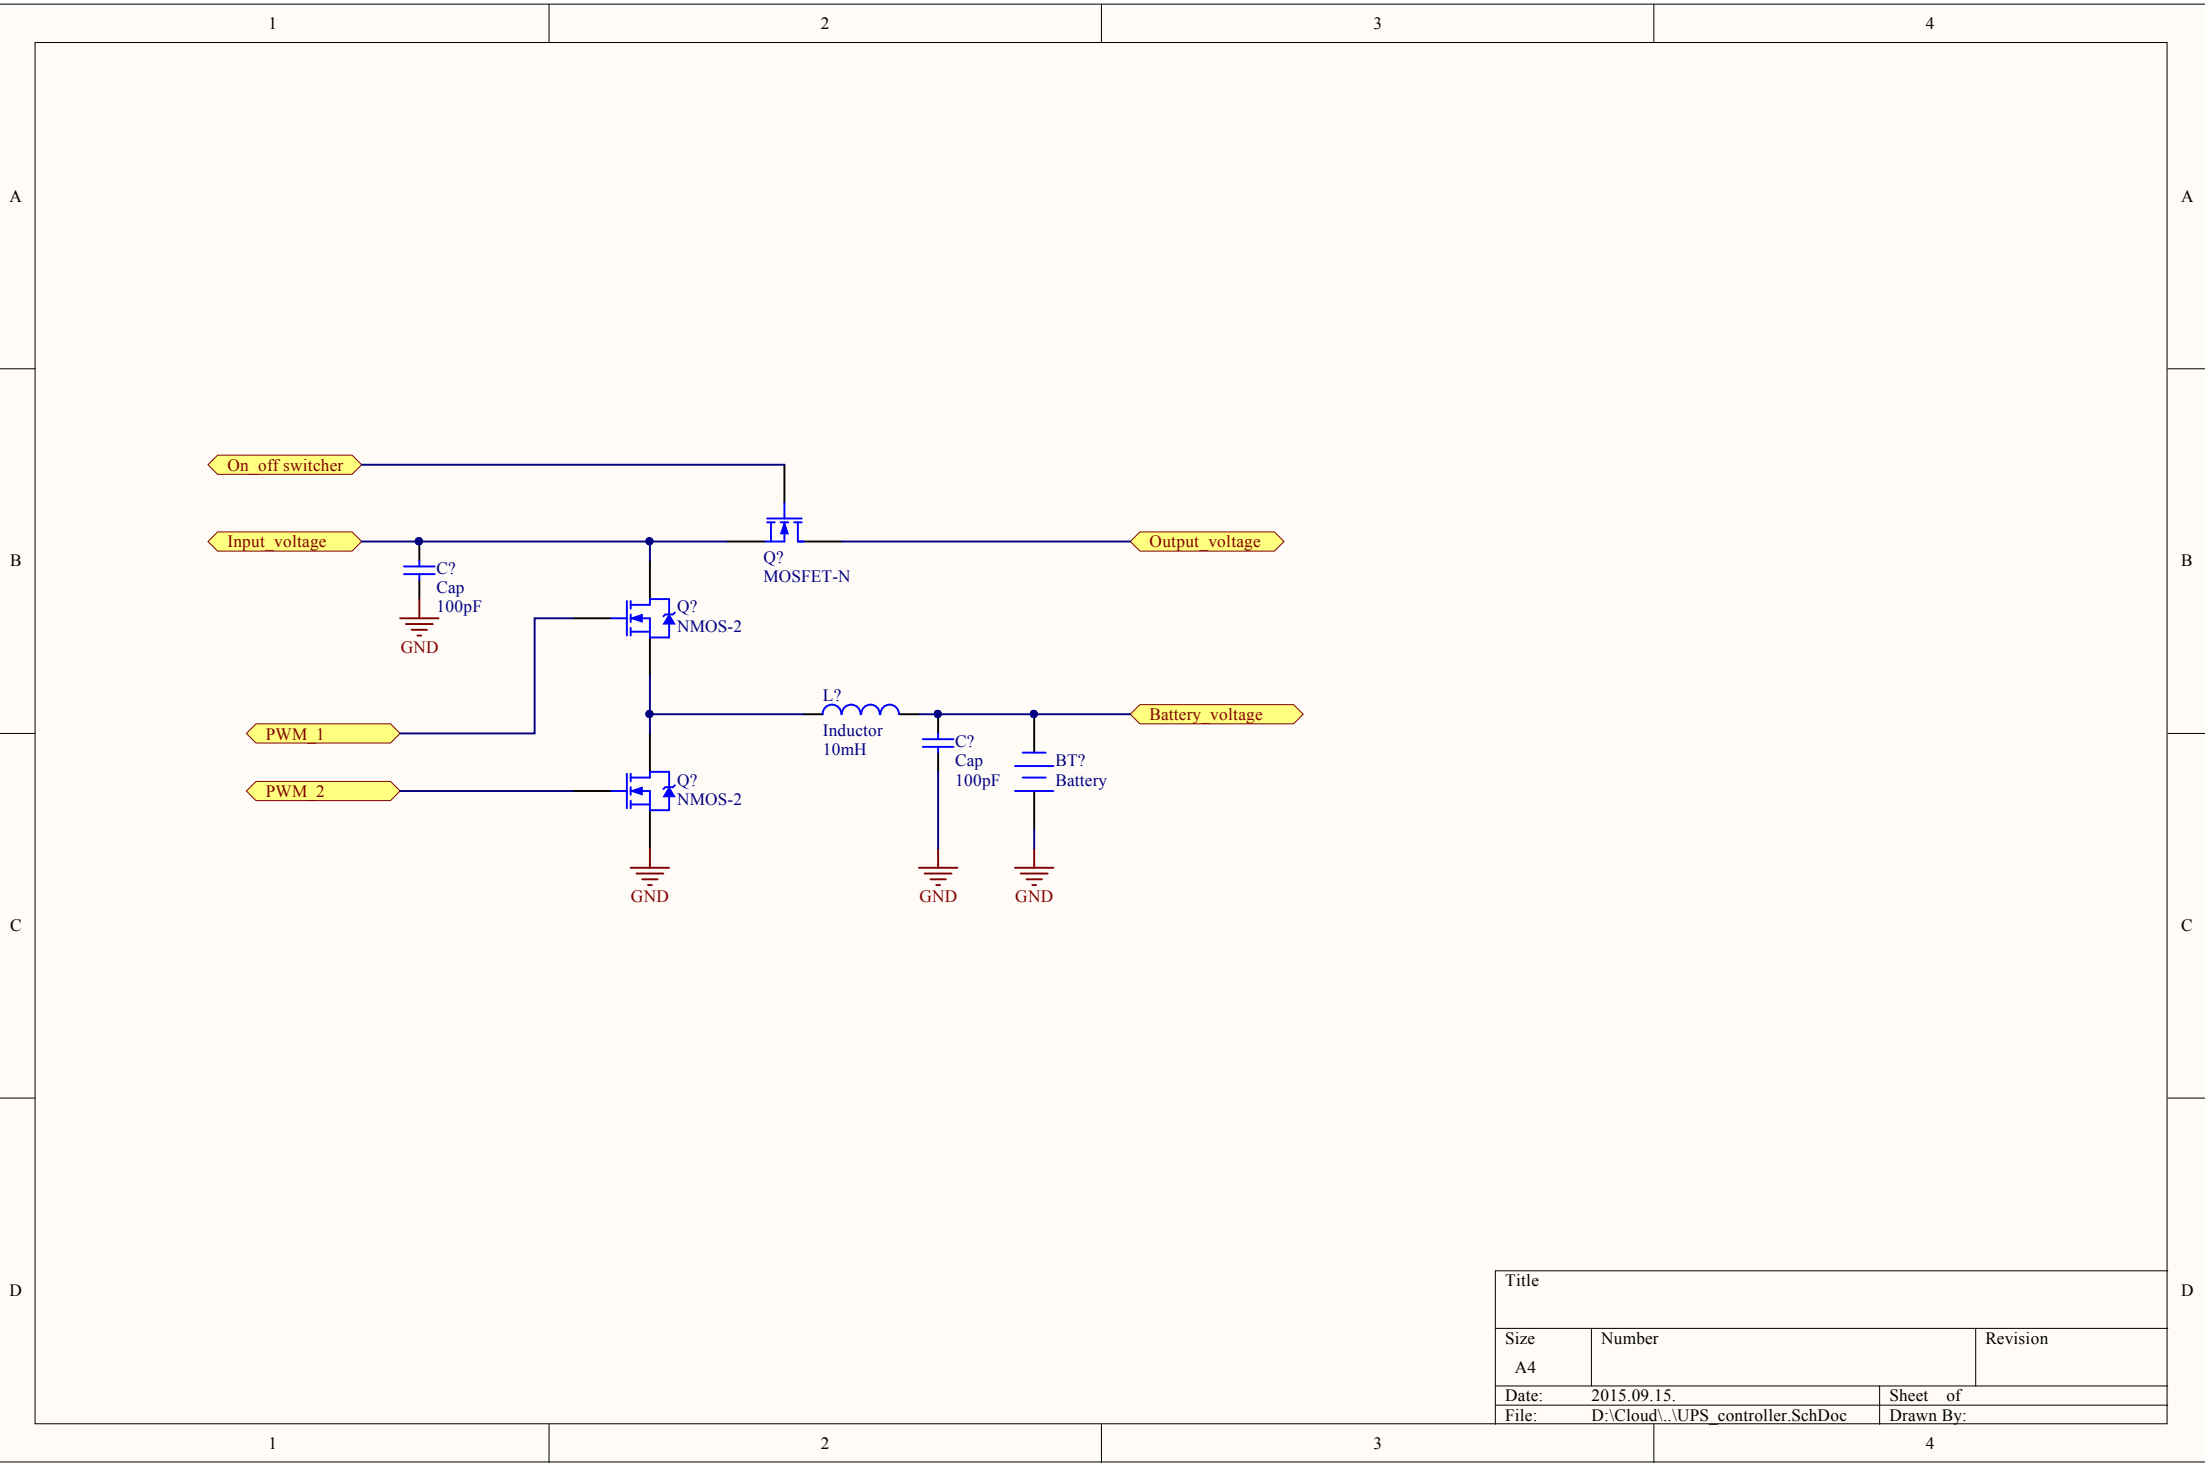 1 2 3 4
A A
On_off switcher
Input_voltage
Output_voltage
Q?
MOSFET-N
B B
C?
Cap
100pF
GND
Q?
NMOS-2
L?
Inductor
10mH
Battery_voltage
PWM_1
C?
Cap
100pF
BT?
Battery
PWM_2
Q?
NMOS-2
GND GND GND
C C
D D
Title
Size Number Revision
A4
Date: 2015.09.15. Sheet of
File: D:\Cloud\..\UPS_controller.SchDoc Drawn By:
1 2 3 4